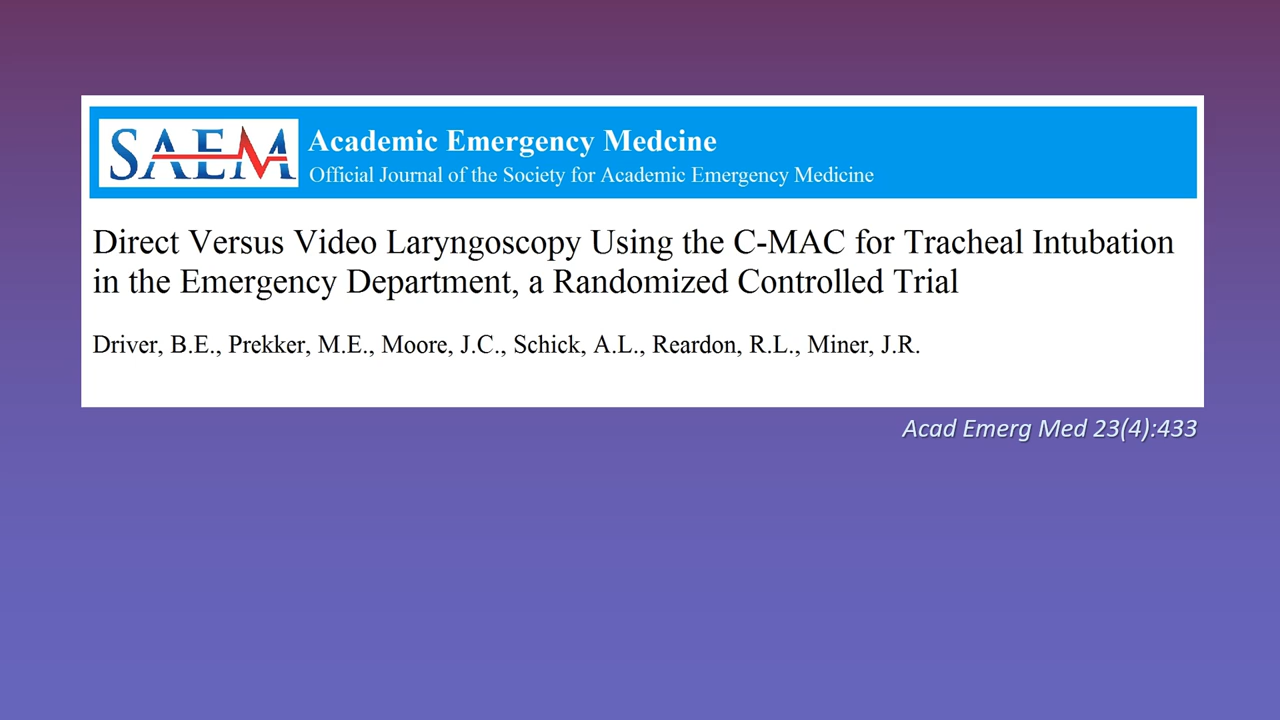 SAEM
Academic Emergency Medcine
Official Journal of the Society for Academic Emergency Medicine
Direct Versus Video Laryngoscopy Using the C-MAC for Tracheal Intubation
in the Emergency Department, a Randomized Controlled Trial
Driver, B.E., Prekker, M.E., Moore, J.C., Schick, A.L., Reardon, R.L., Miner, J.R.
Acad Emerg Med 23(4):433